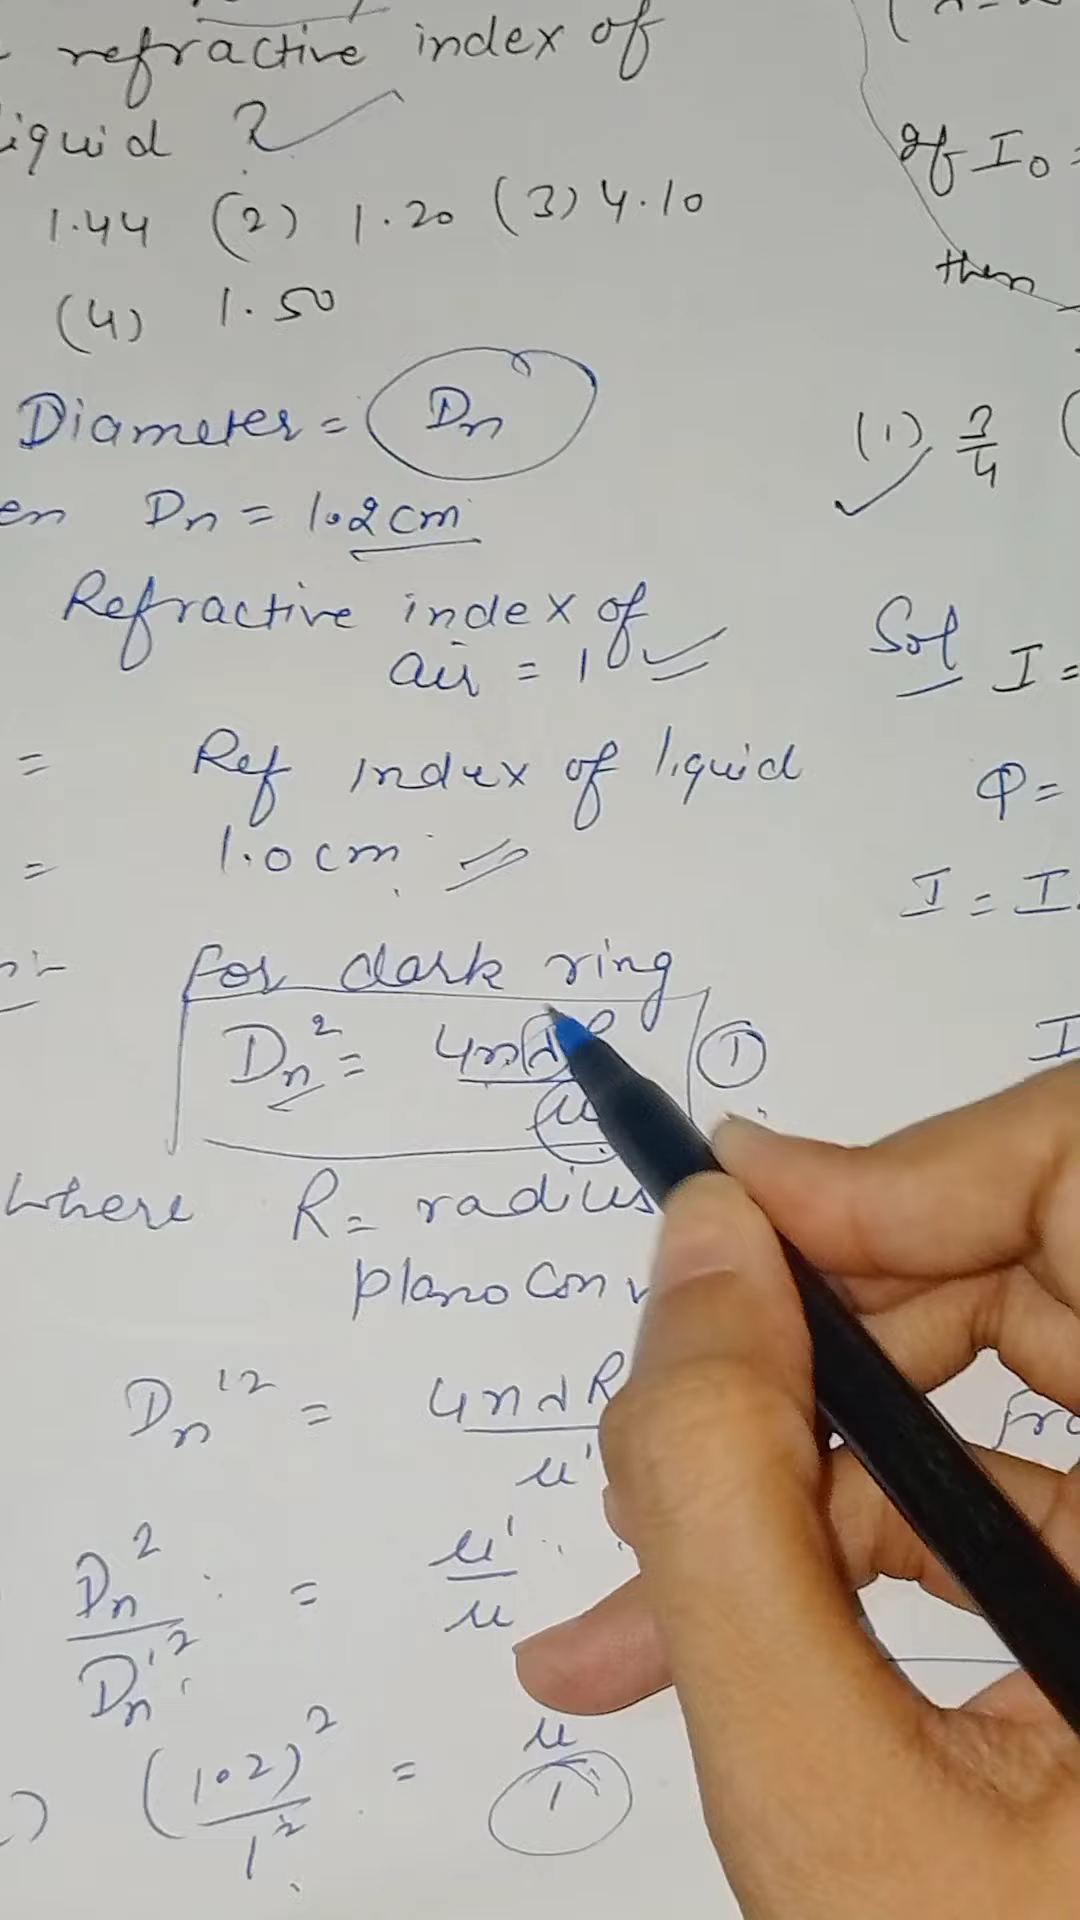 refractive index of
liquid ?
1.44 (2) 1.20 (3) 4.10
(4) 1.50
Diameter = Dn
Dn = 1.2 cm
Refractive index of
air = 1
= Ref index of liquid
= 1.0 cm
for dark ring
Dn² = 4nλ
μ
①
where R = radius
plano con
Dn'² = 4nλR
μ'
Dn²
Dn'²
= μ'
μ
(1.2)²
1²
= μ
1
If I₀ =
then
(1) 3/4
Sol I =
φ =
I = I
I